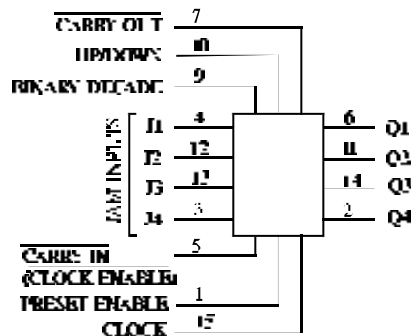 CARRY OUT 7
UP/DOWN 10
BINARY DECADE 9
JAM INPUTS
J1 4 6 Q1
J2 12 11 Q2
J3 13 14 Q3
J4 3 2 Q4
CARRY IN 5
(CLOCK ENABLE)
PRESET ENABLE 1
CLOCK 15